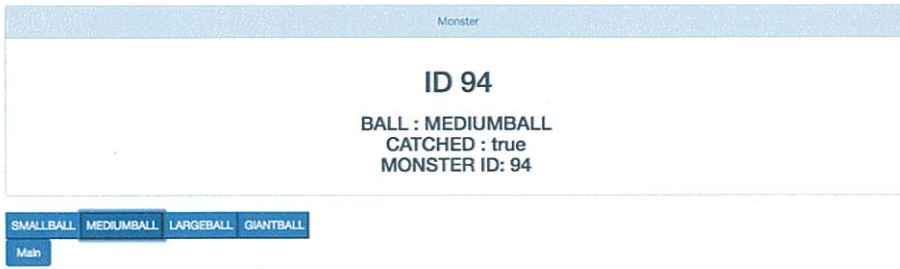 Monster
ID 94
BALL : MEDIUMBALL
CATCHED : true
MONSTER ID: 94
SMALLBALL MEDIUMBALL LARGEBALL GIANTBALL
Main